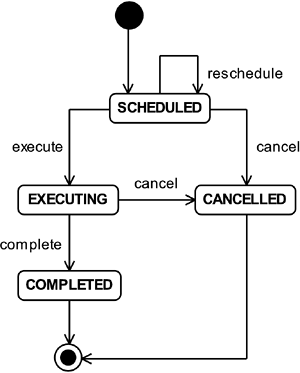 reschedule
SCHEDULED
execute
cancel
cancel
EXECUTING
CANCELLED
complete
COMPLETED